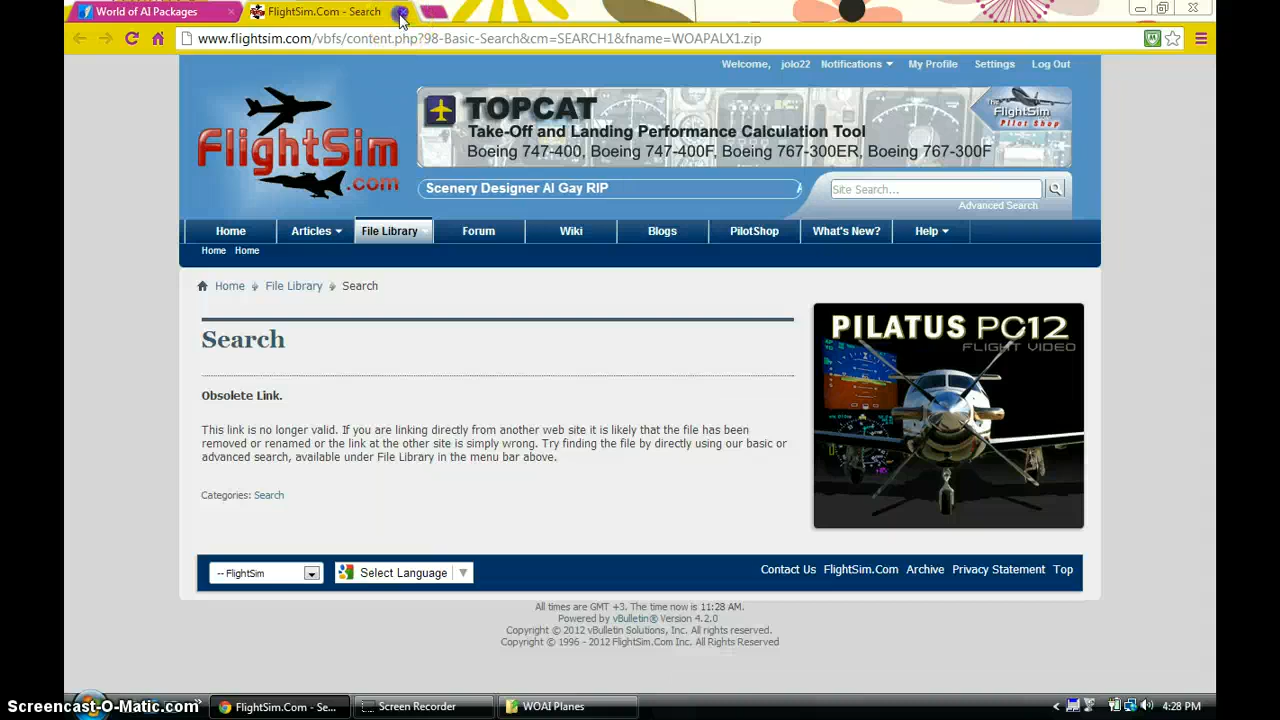 World of AI Packages
FlightSim.Com - Search
www.flightsim.com/vbfs/content.php?98-Basic-Search&cm=SEARCH1&fname=WOAPALX1.zip
Welcome, jolo22 Notifications My Profile Settings Log Out
FlightSim
.com
TOPCAT
Take-Off and Landing Performance Calculation Tool
Boeing 747-400, Boeing 747-400F, Boeing 767-300ER, Boeing 767-300F
The
FlightSim
Pilot Shop
Scenery Designer Al Gay RIP
Site Search...
Advanced Search
Home Articles File Library Forum Wiki Blogs PilotShop What's New? Help
Home Home
Home File Library Search
Search
Obsolete Link.
This link is no longer valid. If you are linking directly from another web site it is likely that the file has been
removed or renamed or the link at the other site is simply wrong. Try finding the file by directly using our basic or
advanced search, available under File Library in the menu bar above.
Categories: Search
PILATUS PC12
FLIGHT VIDEO
-- FlightSim
Select Language
Contact Us FlightSim.Com Archive Privacy Statement Top
All times are GMT +3. The time now is 11:28 AM.
Powered by vBulletin® Version 4.2.0
Copyright © 2012 vBulletin Solutions, Inc. All rights reserved.
Copyright © 1996 - 2012 FlightSim.Com Inc. All Rights Reserved
Screencast-O-Matic.com
FlightSim.Com - Se...
Screen Recorder
WOAI Planes
4:28 PM